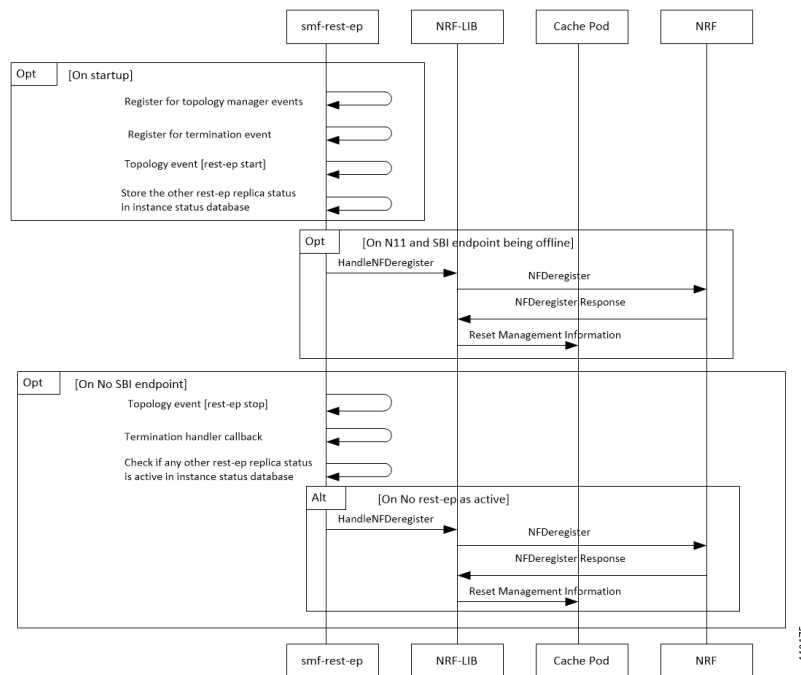 smf-rest-ep
NRF-LIB
Cache Pod
NRF
Opt
[On startup]
Register for topology manager events
Register for termination event
Topology event [rest-ep start]
Store the other rest-ep replica status
in instance status database
Opt
[On N11 and SBI endpoint being offline]
HandleNFDeregister
NFDeregister
NFDeregister Response
Reset Management Information
Opt
[On No SBI endpoint]
Topology event [rest-ep stop]
Termination handler callback
Check if any other rest-ep replica status
is active in instance status database
Alt
[On No rest-ep as active]
HandleNFDeregister
NFDeregister
NFDeregister Response
Reset Management Information
smf-rest-ep
NRF-LIB
Cache Pod
NRF